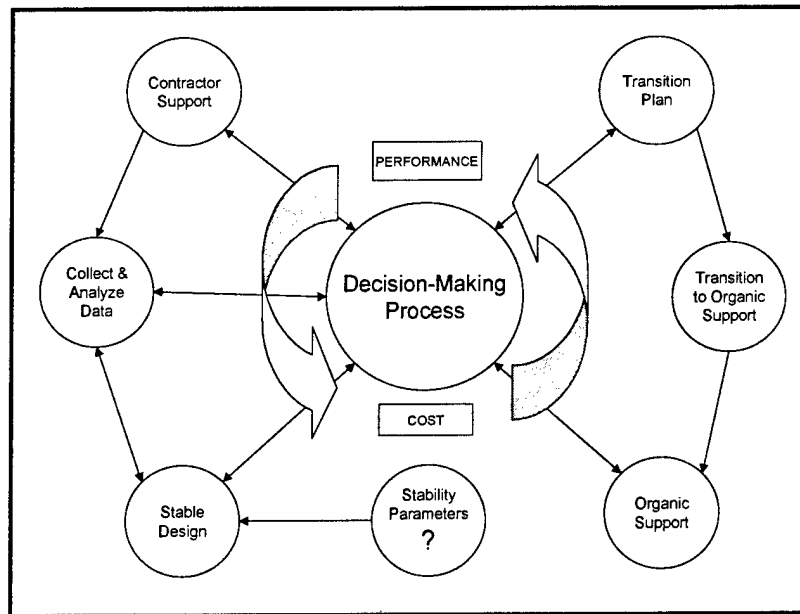 Contractor
Support
Transition
Plan
PERFORMANCE
Collect &
Analyze
Data
Decision-Making
Process
Transition
to Organic
Support
COST
Stable
Design
Stability
Parameters
?
Organic
Support